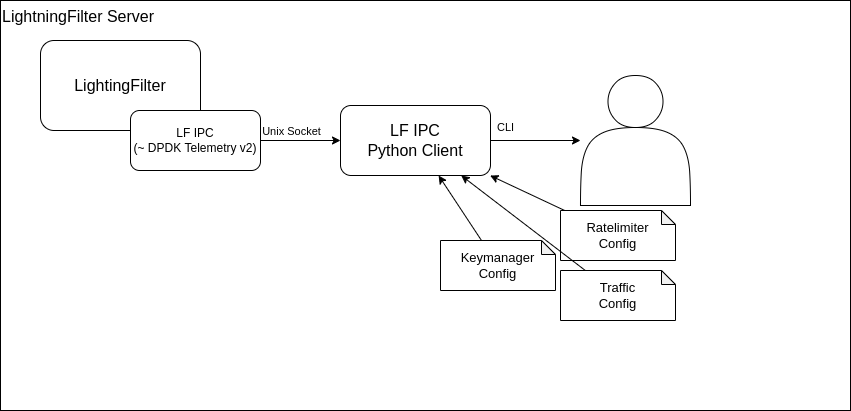 LightningFilter Server
LightingFilter
LF IPC
(~ DPDK Telemetry v2)
Unix Socket
LF IPC
Python Client
CLI
Ratelimiter
Config
Keymanager
Config
Traffic
Config